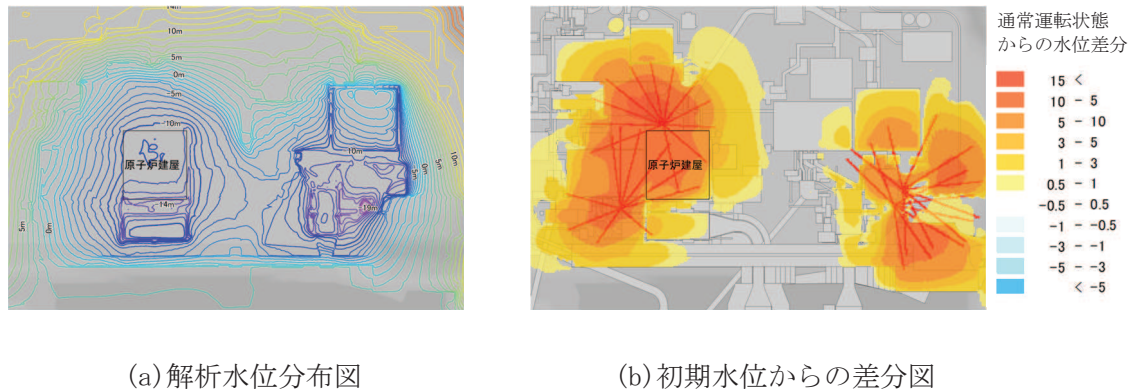 14m
10m
5m
0m
-5m
-10m
原子炉建屋
-14m
10m
-10m
0m
5m
-5m
-19m
5m
0m
原子炉建屋
通常運転状態
からの水位差分
15 <
10 - 5
5 - 10
3 - 5
1 - 3
0.5 - 1
-0.5 - 0.5
-1 - -0.5
-3 - -1
-5 - -3
< -5
(a)解析水位分布図
(b)初期水位からの差分図